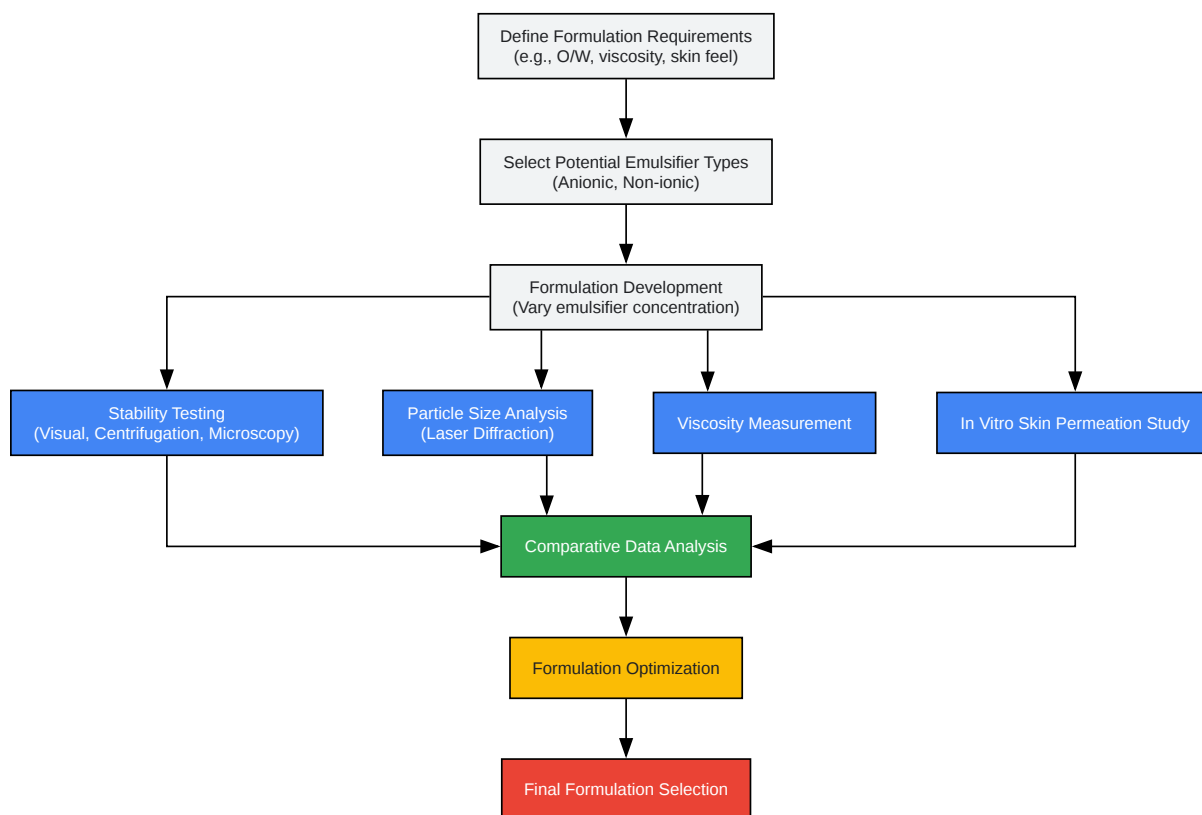 Define Formulation Requirements
(e.g., O/W, viscosity, skin feel)
Select Potential Emulsifier Types
(Anionic, Non-ionic)
Formulation Development
(Vary emulsifier concentration)
Stability Testing
(Visual, Centrifugation, Microscopy)
Particle Size Analysis
(Laser Diffraction)
Viscosity Measurement
In Vitro Skin Permeation Study
Comparative Data Analysis
Formulation Optimization
Final Formulation Selection